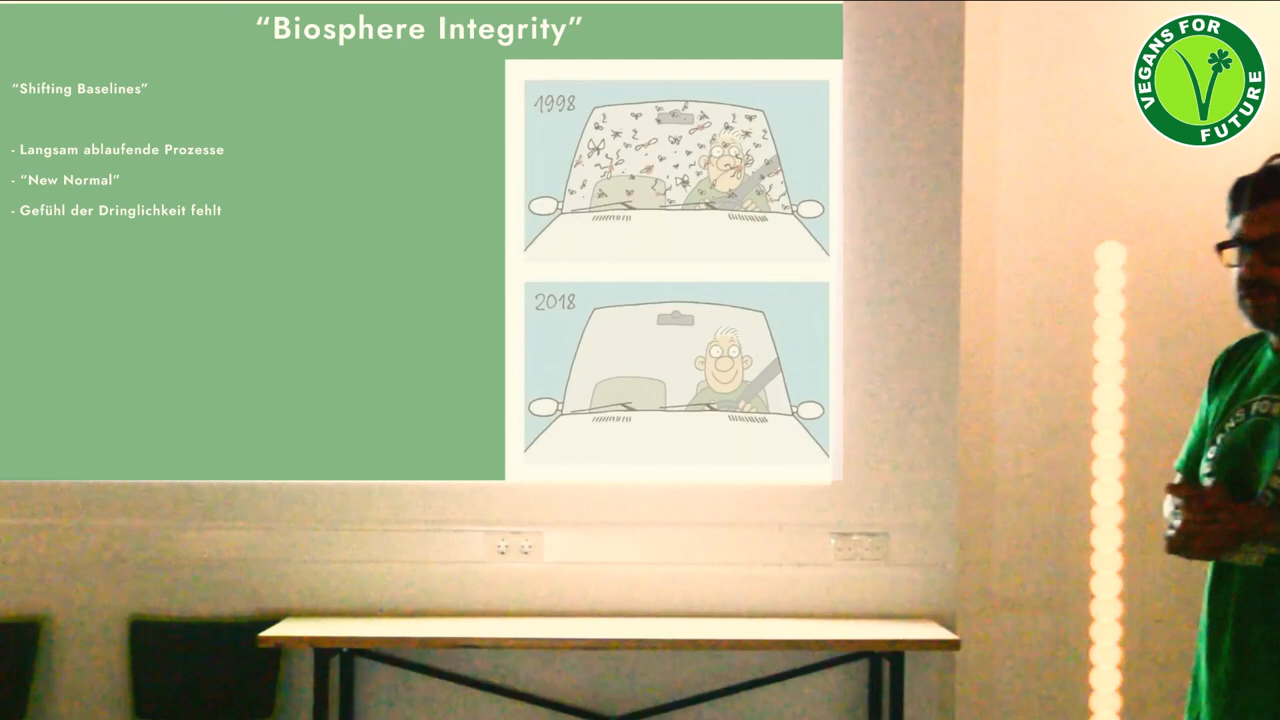 “Biosphere Integrity”
“Shifting Baselines”
- Langsam ablaufende Prozesse
- “New Normal”
- Gefühl der Dringlichkeit fehlt
1998
2018
VEGANS FOR
FUTURE